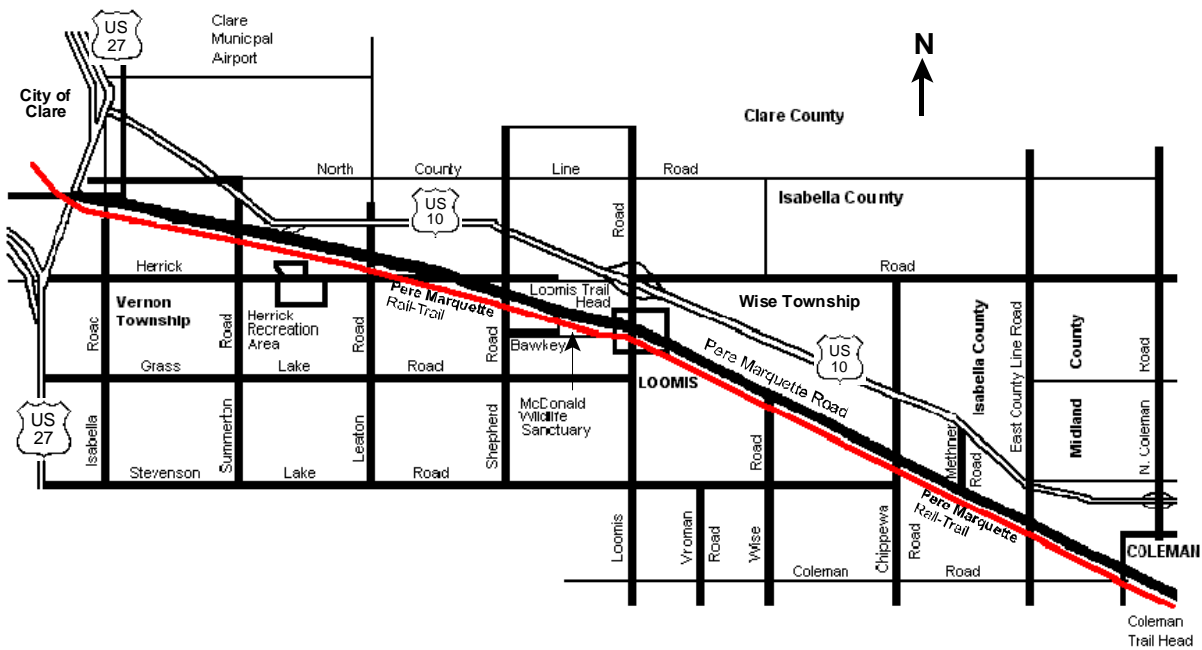 US
27
Clare
Municpal
Airport
N
City of
Clare
Clare County
North County Line Road
Isabella County
US
10
Road
Herrick
Road
Vernon
Township
Herrick
Recreation
Area
Pere Marquette
Rail-Trail
Loomis Trail
Head
Wise Township
Bawkey
Grass Lake Road
LOOMIS
Pere Marquette Road
US
10
McDonald
Wildlife
Sanctuary
US
27
Isabella
Roac
Summerton
Road
Leaton
Road
Shepherd
Road
Stevenson Lake Road
Isabella County
East County Line Road
Midland
County
N. Coleman
Road
Methner
Road
Pere Marquette
Rail-Trail
Loomis
Vroman
Road
Wise
Road
Chippewa
Road
Coleman Road
COLEMAN
Coleman
Trail Head